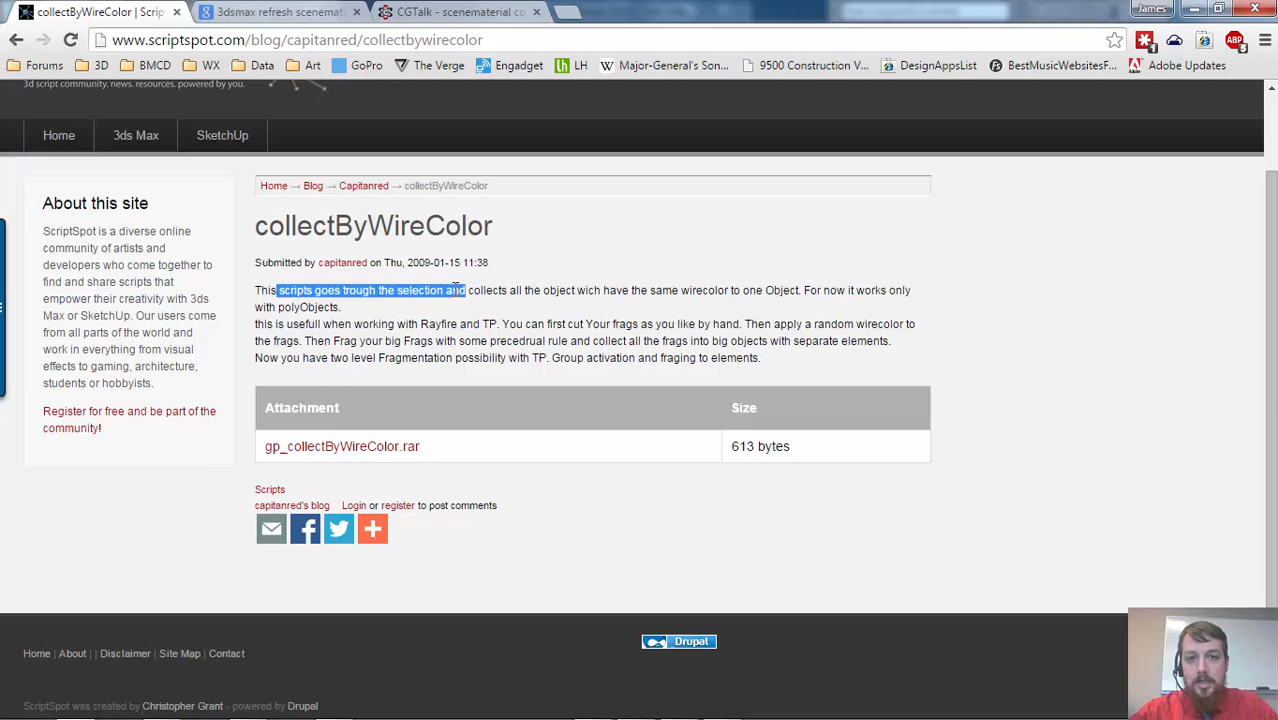 collectByWireColor | Scrip
3dsmax refresh scenemate
CGTalk - scenematerial co
James
www.scriptspot.com/blog/capitanred/collectbywirecolor
Forums 3D BMCD WX Data Art GoPro The Verge Engadget LH Major-General's Son... 9500 Construction V... DesignAppsList BestMusicWebsitesF... Adobe Updates
3d script community, news. resources. powered by you.
Home 3ds Max SketchUp
About this site
ScriptSpot is a diverse online
community of artists and
developers who come together to
find and share scripts that
empower their creativity with 3ds
Max or SketchUp. Our users come
from all parts of the world and
work in everything from visual
effects to gaming, architecture,
students or hobbyists.
Register for free and be part of the
community!
Home → Blog → Capitanred → collectByWireColor
collectByWireColor
Submitted by capitanred on Thu, 2009-01-15 11:38
This scripts goes trough the selection and collects all the object wich have the same wirecolor to one Object. For now it works only
with polyObjects.
this is usefull when working with Rayfire and TP. You can first cut Your frags as you like by hand. Then apply a random wirecolor to
the frags. Then Frag your big Frags with some precedrual rule and collect all the frags into big objects with separate elements.
Now you have two level Fragmentation possibility with TP. Group activation and fraging to elements.
Attachment Size
gp_collectByWireColor.rar 613 bytes
Scripts
capitanred's blog Login or register to post comments
Drupal
Home | About | | Disclaimer | Site Map | Contact
ScriptSpot was created by Christopher Grant - powered by Drupal